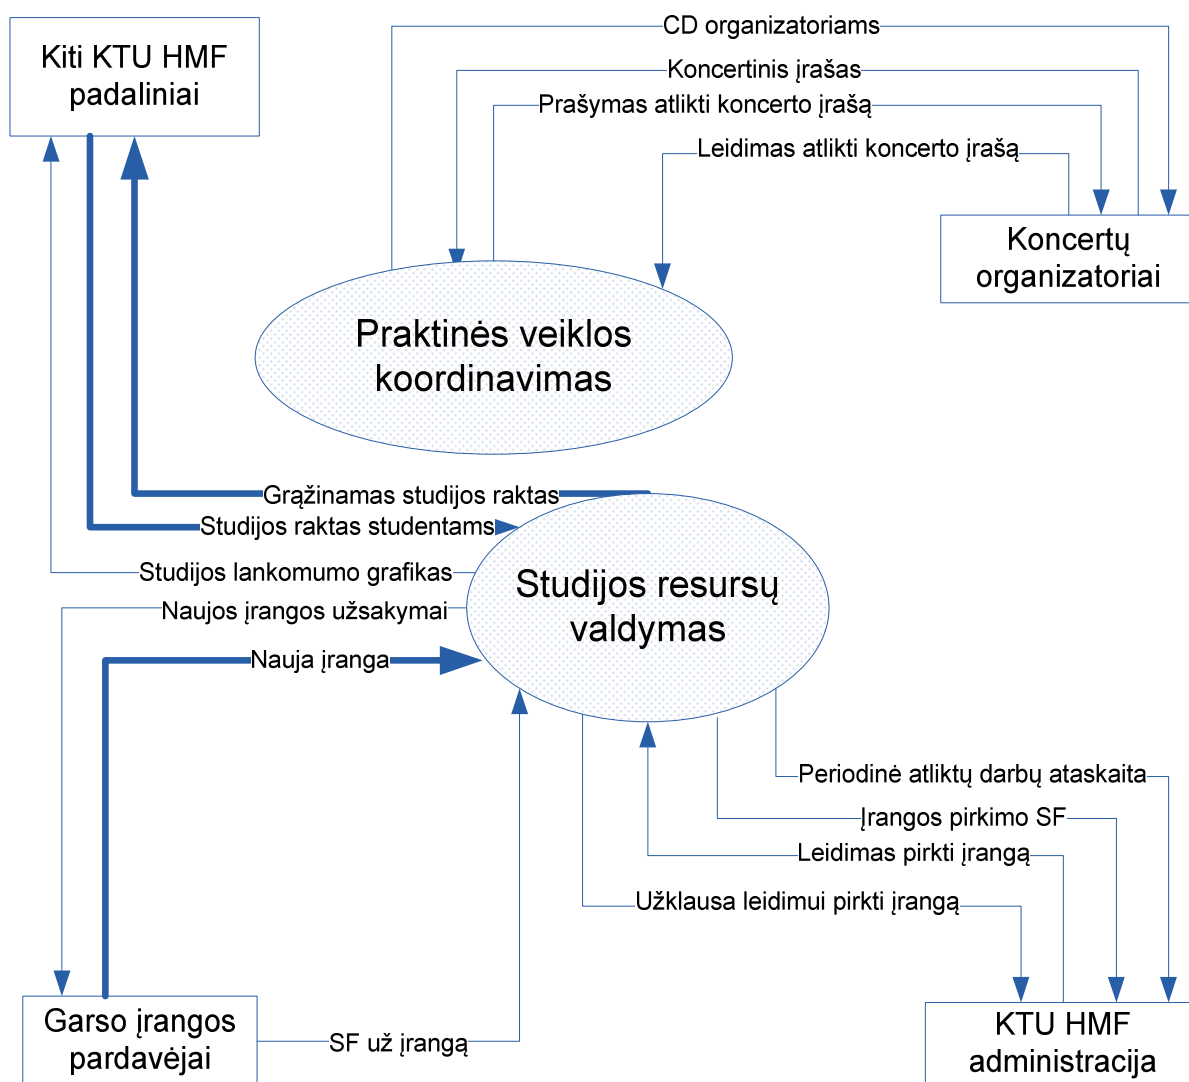 Kiti KTU HMF
padaliniai
CD organizatoriams
Koncertinis įrašas
Prašymas atlikti koncerto įrašą
Leidimas atlikti koncerto įrašą
Koncertų
organizatoriai
Praktinės veiklos
koordinavimas
Grąžinamas studijos raktas
Studijos raktas studentams
Studijos lankomumo grafikas
Naujos įrangos užsakymai
Nauja įranga
Studijos resursų
valdymas
Periodinė atliktų darbų ataskaita
Įrangos pirkimo SF
Leidimas pirkti įrangą
Užklausa leidimui pirkti įrangą
Garso įrangos
pardavėjai
SF už įrangą
KTU HMF
administracija